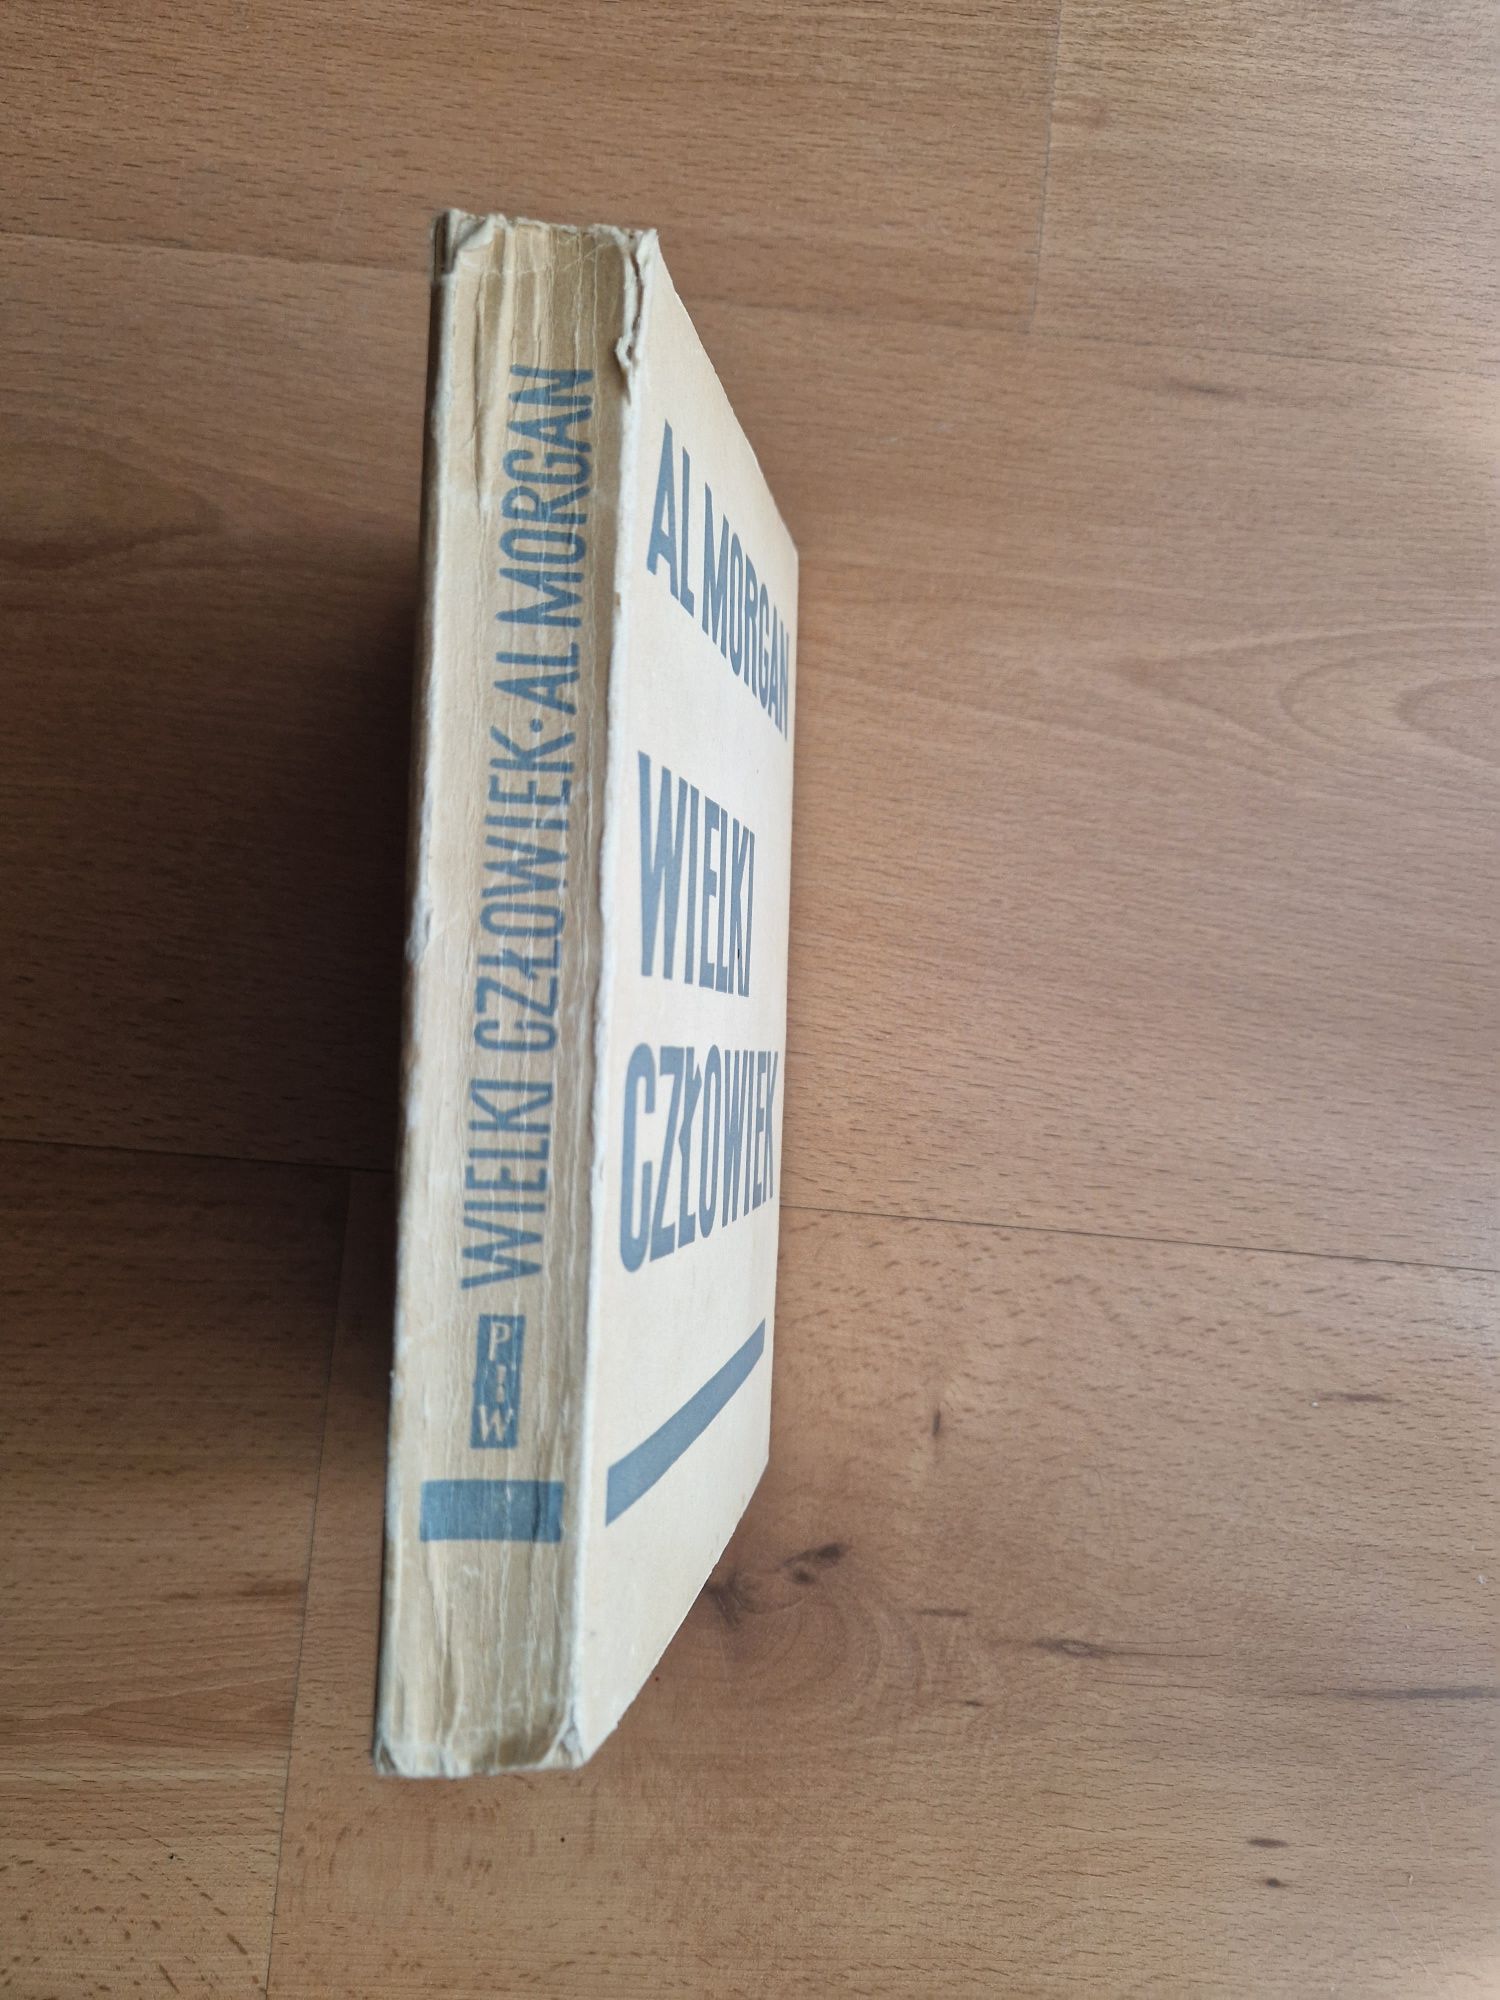 WIELKI CZŁOWIEK · AL MORGAN
PIW
AL MORGAN
WIELKI
CZŁOWIEK